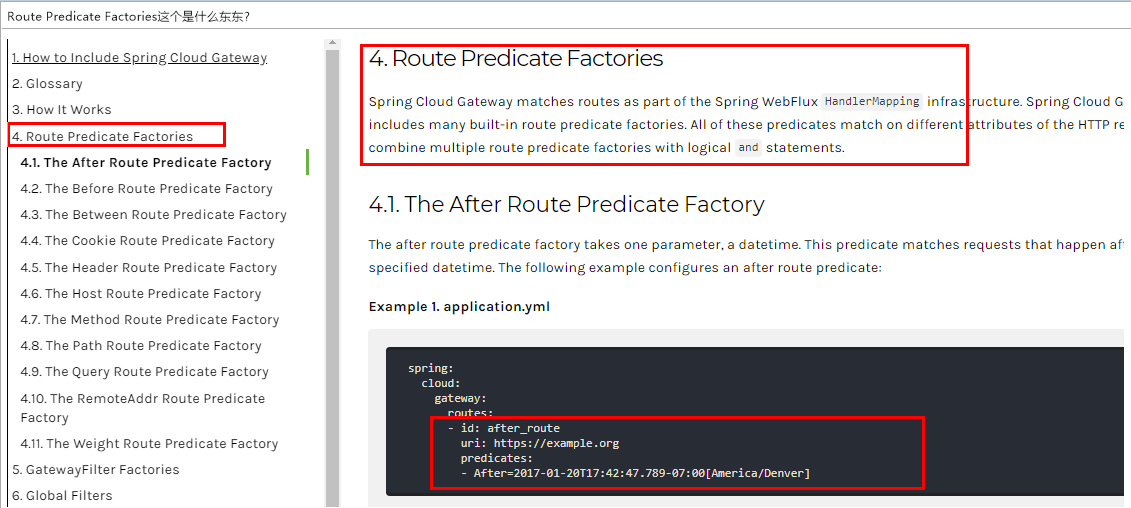 Route Predicate Factories这个是什么东东?
1. How to Include Spring Cloud Gateway
2. Glossary
3. How It Works
4. Route Predicate Factories
4.1. The After Route Predicate Factory
4.2. The Before Route Predicate Factory
4.3. The Between Route Predicate Factory
4.4. The Cookie Route Predicate Factory
4.5. The Header Route Predicate Factory
4.6. The Host Route Predicate Factory
4.7. The Method Route Predicate Factory
4.8. The Path Route Predicate Factory
4.9. The Query Route Predicate Factory
4.10. The RemoteAddr Route Predicate
Factory
4.11. The Weight Route Predicate Factory
5. GatewayFilter Factories
6. Global Filters
4. Route Predicate Factories
Spring Cloud Gateway matches routes as part of the Spring WebFlux HandlerMapping infrastructure. Spring Cloud G
includes many built-in route predicate factories. All of these predicates match on different attributes of the HTTP re
combine multiple route predicate factories with logical and statements.
4.1. The After Route Predicate Factory
The after route predicate factory takes one parameter, a datetime. This predicate matches requests that happen aft
specified datetime. The following example configures an after route predicate:
Example 1. application.yml
spring:
cloud:
gateway:
routes:
- id: after_route
uri: https://example.org
predicates:
- After=2017-01-20T17:42:47.789-07:00[America/Denver]